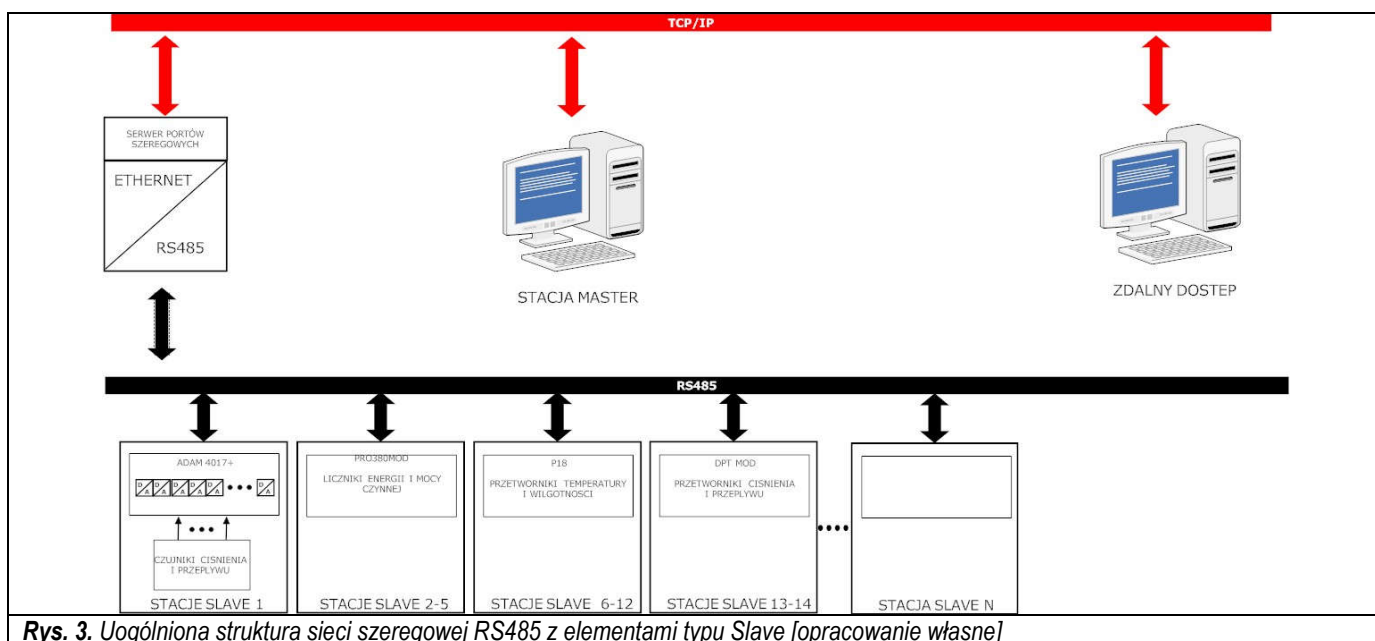 TCP/IP
SERWER PORTÓW
SZEREGOWYCH
ETHERNET
RS485
STACJA MASTER
ZDALNY DOSTEP
RS485
ADAM 4017+
D/A D/A D/A D/A D/A ••• D/A
•••
CZUJNIKI CISNIENIA
I PRZEPLYWU
STACJE SLAVE 1
PRO380MOD
LICZNIKI ENERGII I MOCY
CZYNNEJ
STACJE SLAVE 2-5
P18
PRZETWORNIKI TEMPERATURY
I WILGOTNOSCI
STACJE SLAVE 6-12
DPT MOD
PRZETWORNIKI CISNIENIA
I PRZEPLYWU
STACJE SLAVE 13-14
••••
STACJA SLAVE N
Rys. 3. Uogólniona struktura sieci szeregowej RS485 z elementami typu Slave [opracowanie własne]